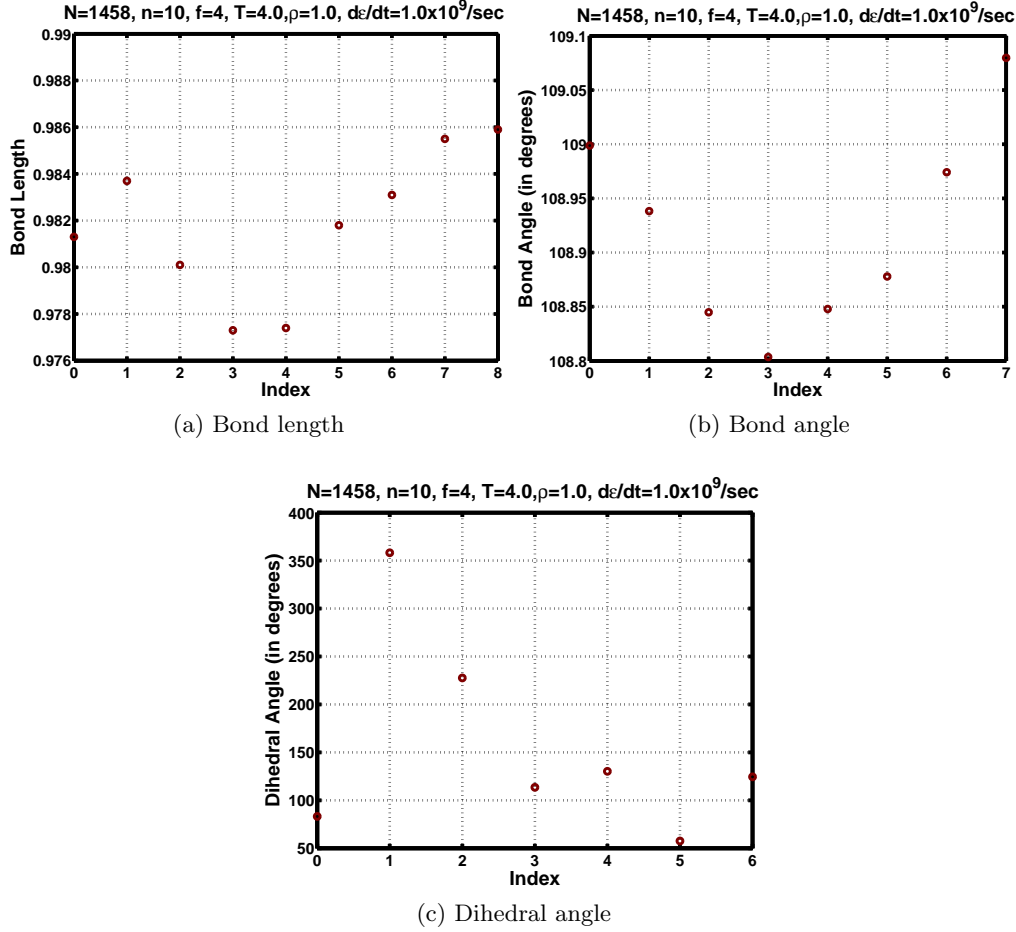 N=1458, n=10, f=4, T=4.0,ρ=1.0, dε/dt=1.0x10⁹/sec
0.99
0.988
0.986
0.984
0.982
0.98
0.978
0.976
Bond Length
0 1 2 3 4 5 6 7 8
Index
(a) Bond length
N=1458, n=10, f=4, T=4.0,ρ=1.0, dε/dt=1.0x10⁹/sec
109.1
109.05
109
108.95
108.9
108.85
108.8
Bond Angle (in degrees)
0 1 2 3 4 5 6 7
Index
(b) Bond angle
N=1458, n=10, f=4, T=4.0,ρ=1.0, dε/dt=1.0x10⁹/sec
400
350
300
250
200
150
100
50
Dihedral Angle (in degrees)
0 1 2 3 4 5 6
Index
(c) Dihedral angle